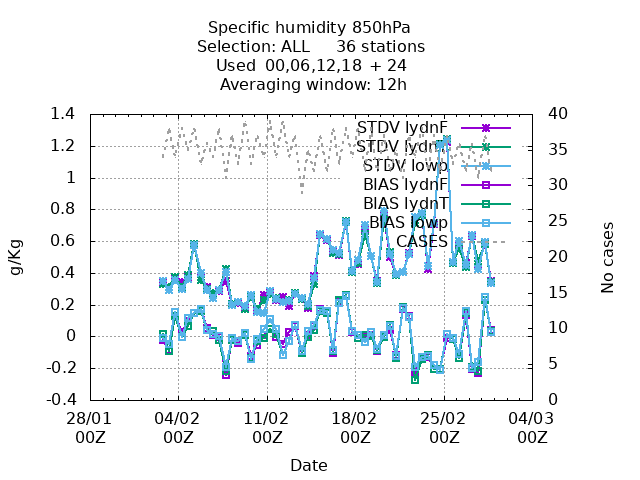 Specific humidity 850hPa
Selection: ALL 36 stations
Used 00,06,12,18 + 24
Averaging window: 12h
1.4
1.2
1
0.8
0.6
0.4
0.2
0
-0.2
-0.4
g/Kg
STDV lydnF
STDV lydnT
STDV lowp
BIAS lydnF
BIAS lydnT
BIAS lowp
CASES
40
35
30
25
20
15
10
5
0
No cases
28/01 04/02 11/02 18/02 25/02 04/03
00Z 00Z 00Z 00Z 00Z 00Z
Date